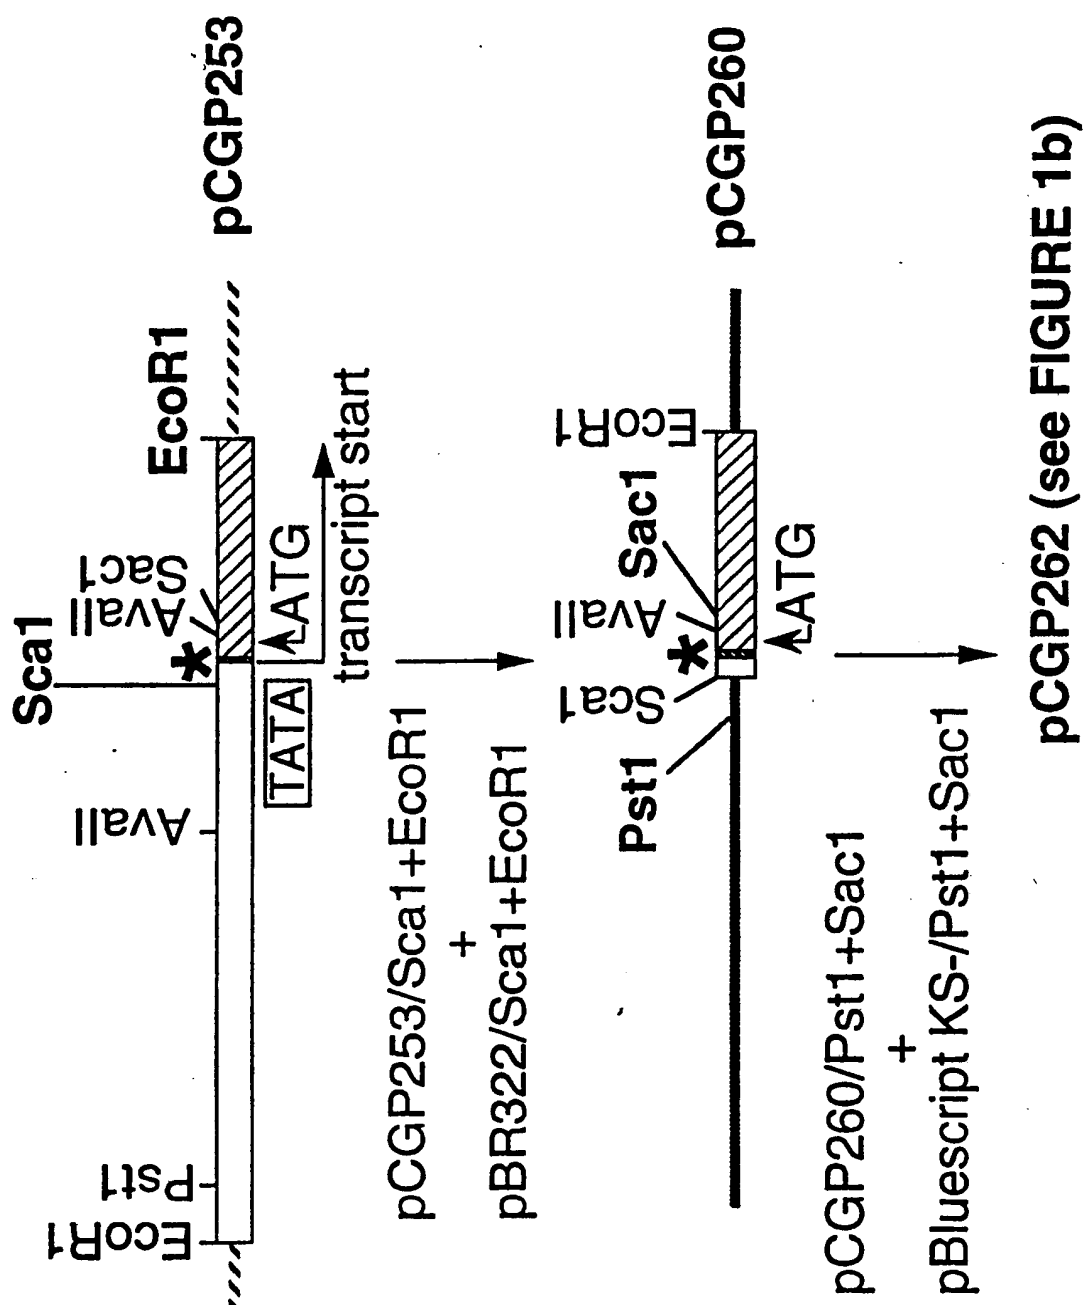 EcoR1
Pst1
AvaII
Sca1
AvaII
Sac1
EcoR1
pCGP253
*
TATA
ATG
transcript start
pCGP253/Sca1+EcoR1
+
pBR322/Sca1+EcoR1
Pst1
Sca1
*
AvaII
Sac1
EcoR1
pCGP260
ATG
pCGP260/Pst1+Sac1
+
pBluescript KS-/Pst1+Sac1
pCGP262 (see FIGURE 1b)